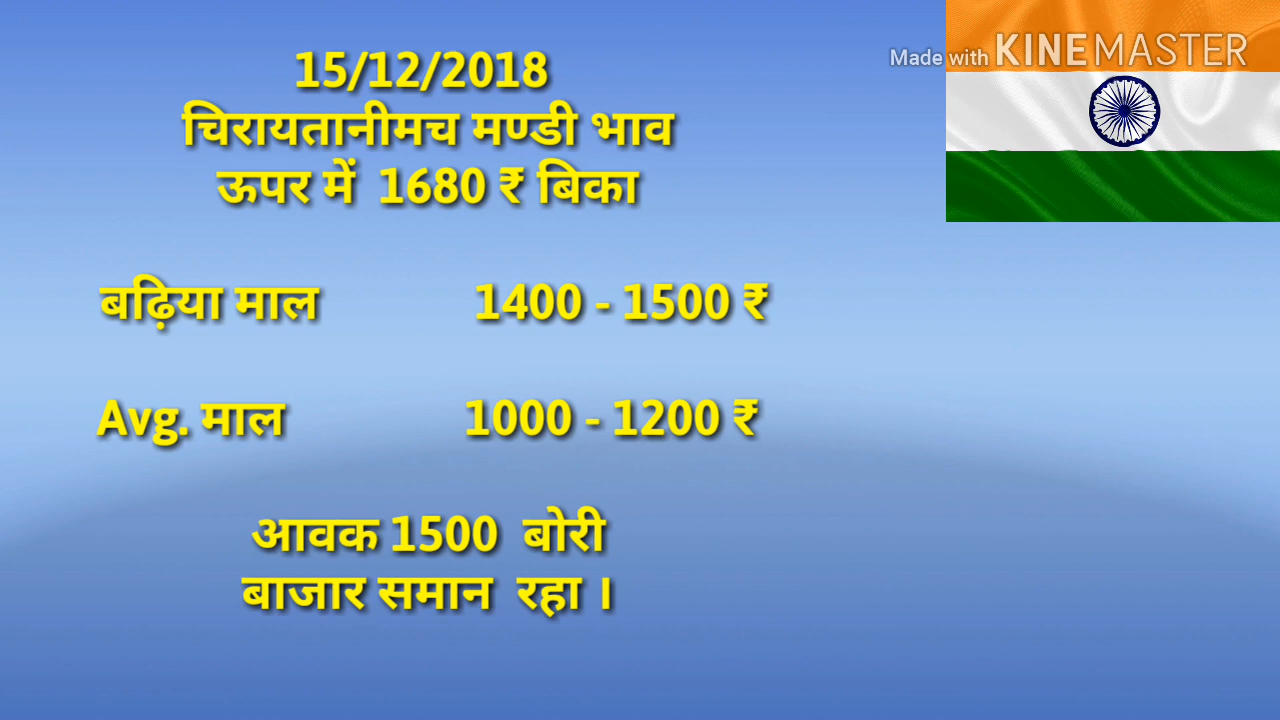 15/12/2018
चिरायतानीमच मण्डी भाव
ऊपर में 1680 ₹ बिका
बढ़िया माल 1400 - 1500 ₹
Avg. माल 1000 - 1200 ₹
आवक 1500 बोरी
बाजार समान रहा ।
Made with KINEMASTER